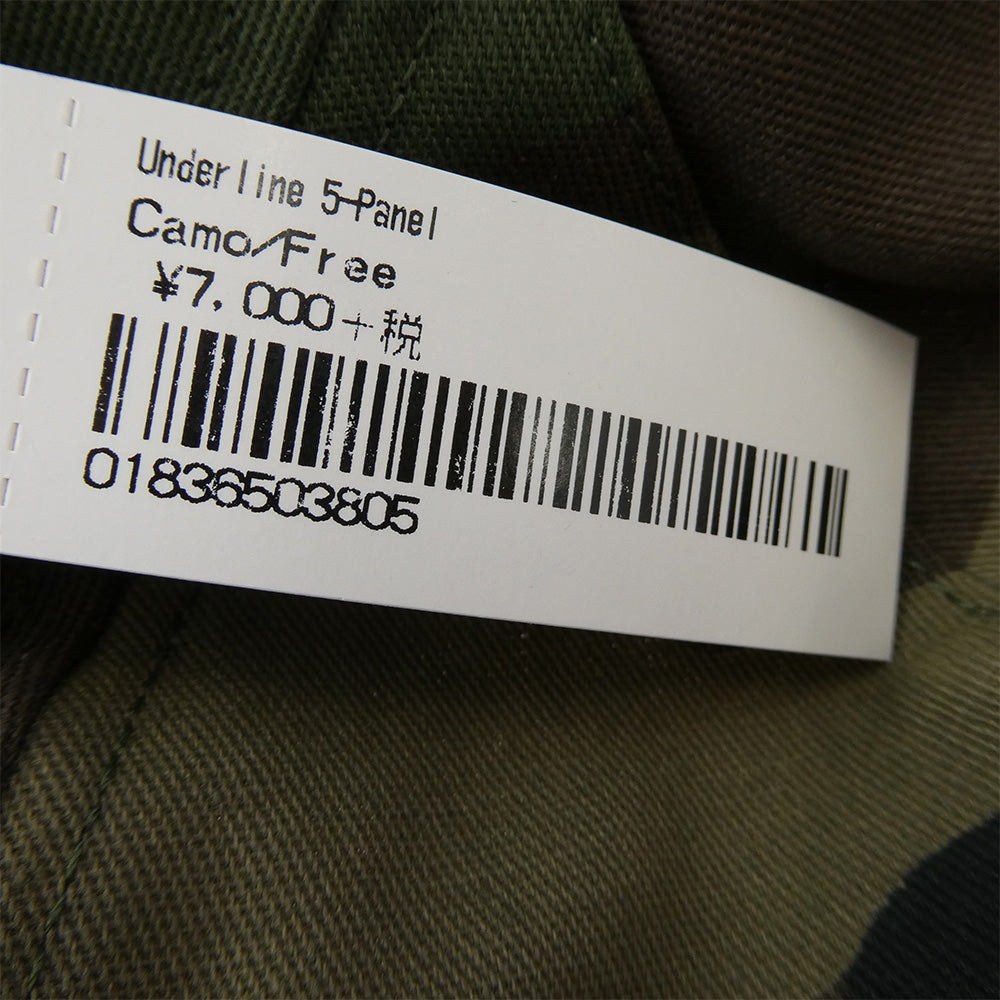 Underline 5-Panel
Camo/Free
¥7,000+税
01836503805